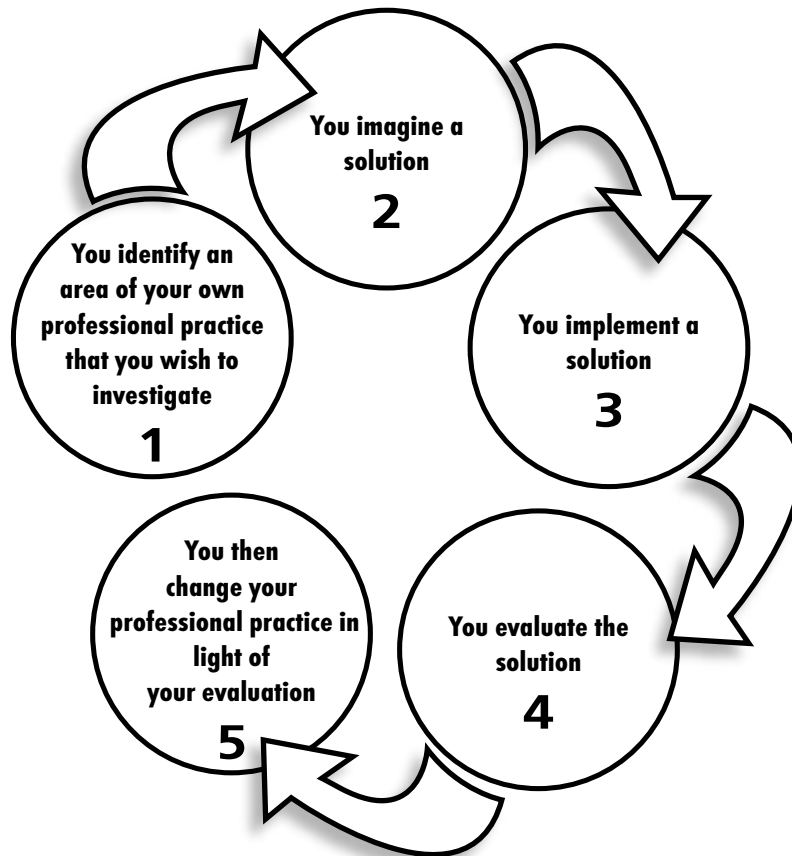 You identify an
area of your own
professional practice
that you wish to
investigate
1
You imagine a
solution
2
You implement a
solution
3
You evaluate the
solution
4
You then
change your
professional practice in
light of
your evaluation
5